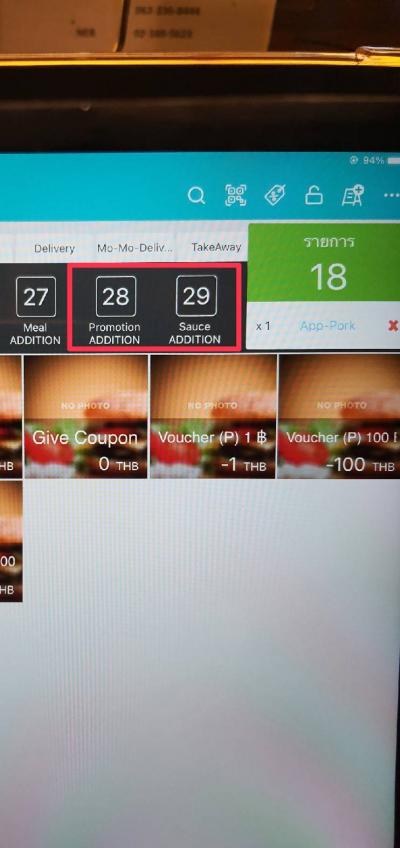 94%
Delivery
Mo-Mo-Deliv...
TakeAway
รายการ
18
27
Meal
ADDITION
28
Promotion
ADDITION
29
Sauce
ADDITION
x 1
App-Pork
HB
NO PHOTO
Give Coupon
0 THB
NO PHOTO
Voucher (P) 1 ฿
-1 THB
NO PHOTO
Voucher (P) 100
-100 THB
00
HB